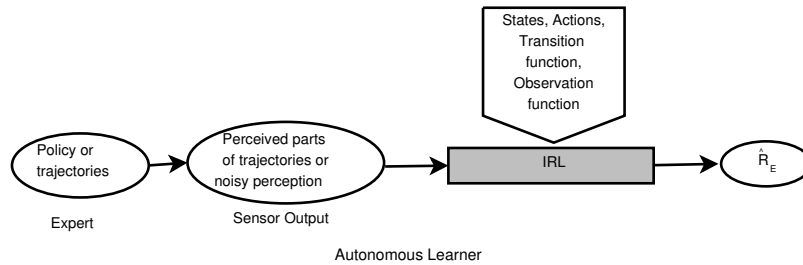 States, Actions,
Transition
function,
Observation
function
Policy or
trajectories
Expert
Perceived parts
of trajectories or
noisy perception
Sensor Output
IRL
R̂_E
Autonomous Learner